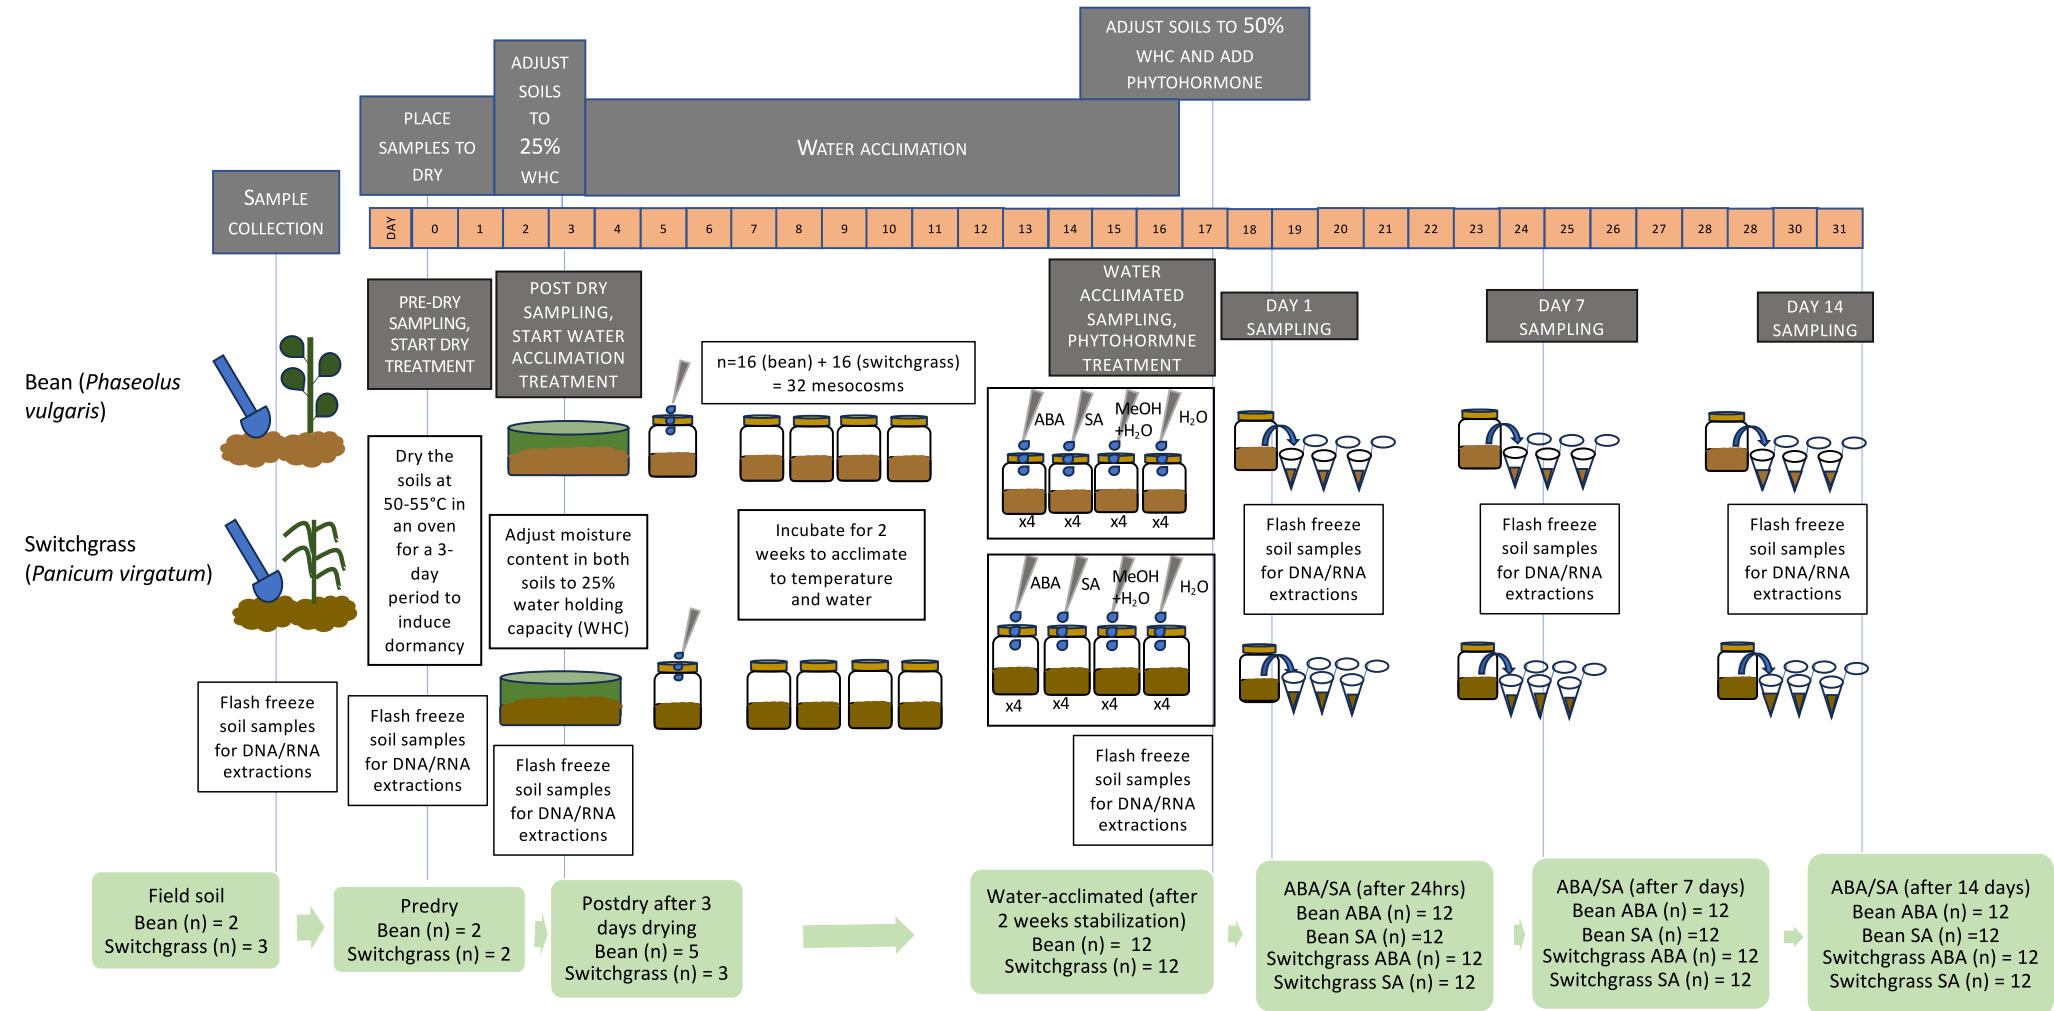 ADJUST SOILS TO 50%
WHC AND ADD
PHYTOHORMONE
ADJUST
SOILS
TO
25%
WHC
PLACE
SAMPLES TO
DRY
WATER ACCLIMATION
SAMPLE
COLLECTION
DAY 0 1 2 3 4 5 6 7 8 9 10 11 12 13 14 15 16 17 18 19 20 21 22 23 24 25 26 27 28 28 30 31
PRE-DRY
SAMPLING,
START DRY
TREATMENT
POST DRY
SAMPLING,
START WATER
ACCLIMATION
TREATMENT
WATER
ACCLIMATED
SAMPLING,
PHYTOHORMNE
TREATMENT
DAY 1
SAMPLING
DAY 7
SAMPLING
DAY 14
SAMPLING
n=16 (bean) + 16 (switchgrass)
= 32 mesocosms
Bean (Phaseolus
vulgaris)
Switchgrass
(Panicum virgatum)
Dry the
soils at
50-55°C in
an oven
for a 3-
day
period to
induce
dormancy
Adjust moisture
content in both
soils to 25%
water holding
capacity (WHC)
Incubate for 2
weeks to acclimate
to temperature
and water
ABA SA MeOH
+H₂O H₂O
x4 x4 x4 x4
ABA SA MeOH
+H₂O H₂O
x4 x4 x4 x4
Flash freeze
soil samples
for DNA/RNA
extractions
Flash freeze
soil samples
for DNA/RNA
extractions
Flash freeze
soil samples
for DNA/RNA
extractions
Flash freeze
soil samples
for DNA/RNA
extractions
Flash freeze
soil samples
for DNA/RNA
extractions
Flash freeze
soil samples
for DNA/RNA
extractions
Flash freeze
soil samples
for DNA/RNA
extractions
Field soil
Bean (n) = 2
Switchgrass (n) = 3
Predry
Bean (n) = 2
Switchgrass (n) = 2
Postdry after 3
days drying
Bean (n) = 5
Switchgrass (n) = 3
Water-acclimated (after
2 weeks stabilization)
Bean (n) = 12
Switchgrass (n) = 12
ABA/SA (after 24hrs)
Bean ABA (n) = 12
Bean SA (n) =12
Switchgrass ABA (n) = 12
Switchgrass SA (n) = 12
ABA/SA (after 7 days)
Bean ABA (n) = 12
Bean SA (n) =12
Switchgrass ABA (n) = 12
Switchgrass SA (n) = 12
ABA/SA (after 14 days)
Bean ABA (n) = 12
Bean SA (n) =12
Switchgrass ABA (n) = 12
Switchgrass SA (n) = 12